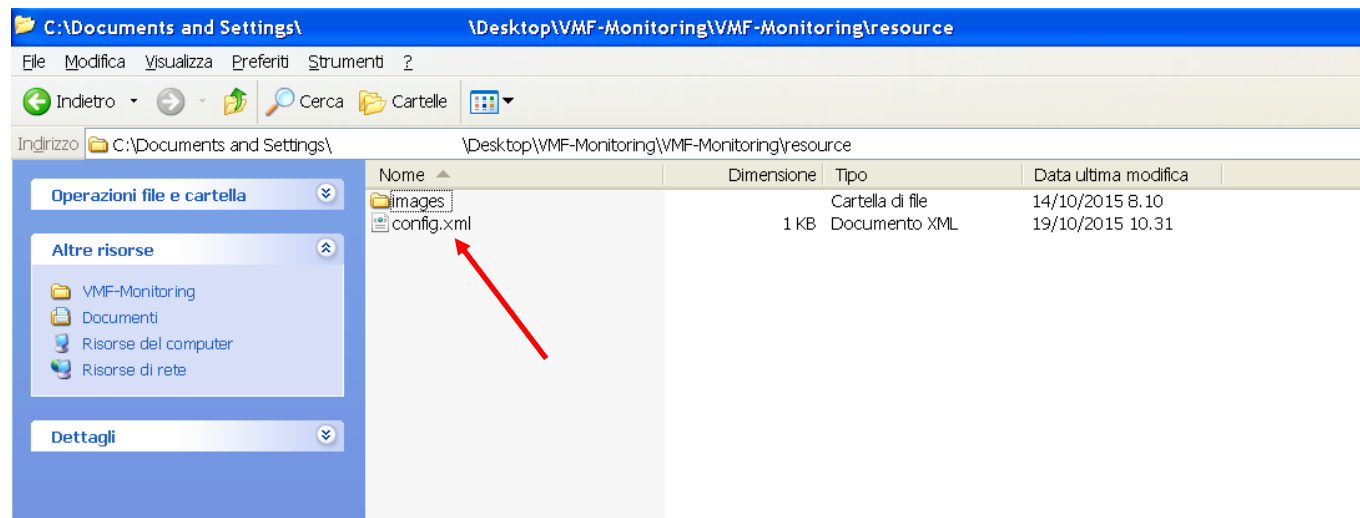 C:\Documents and Settings\ \Desktop\VMF-Monitoring\VMF-Monitoring\resource
File Modifica Visualizza Preferiti Strumenti ?
Indietro Cerca Cartelle
Indirizzo C:\Documents and Settings\ \Desktop\VMF-Monitoring\VMF-Monitoring\resource
Nome Dimensione Tipo Data ultima modifica
images Cartella di file 14/10/2015 8.10
config.xml 1 KB Documento XML 19/10/2015 10.31
Operazioni file e cartella
Altre risorse
VMF-Monitoring
Documenti
Risorse del computer
Risorse di rete
Dettagli